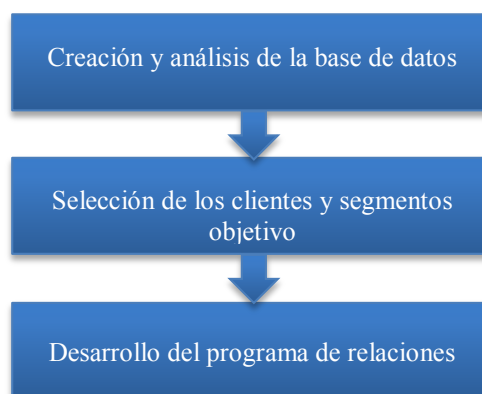 Creación y análisis de la base de datos
Selección de los clientes y segmentos
objetivo
Desarrollo del programa de relaciones